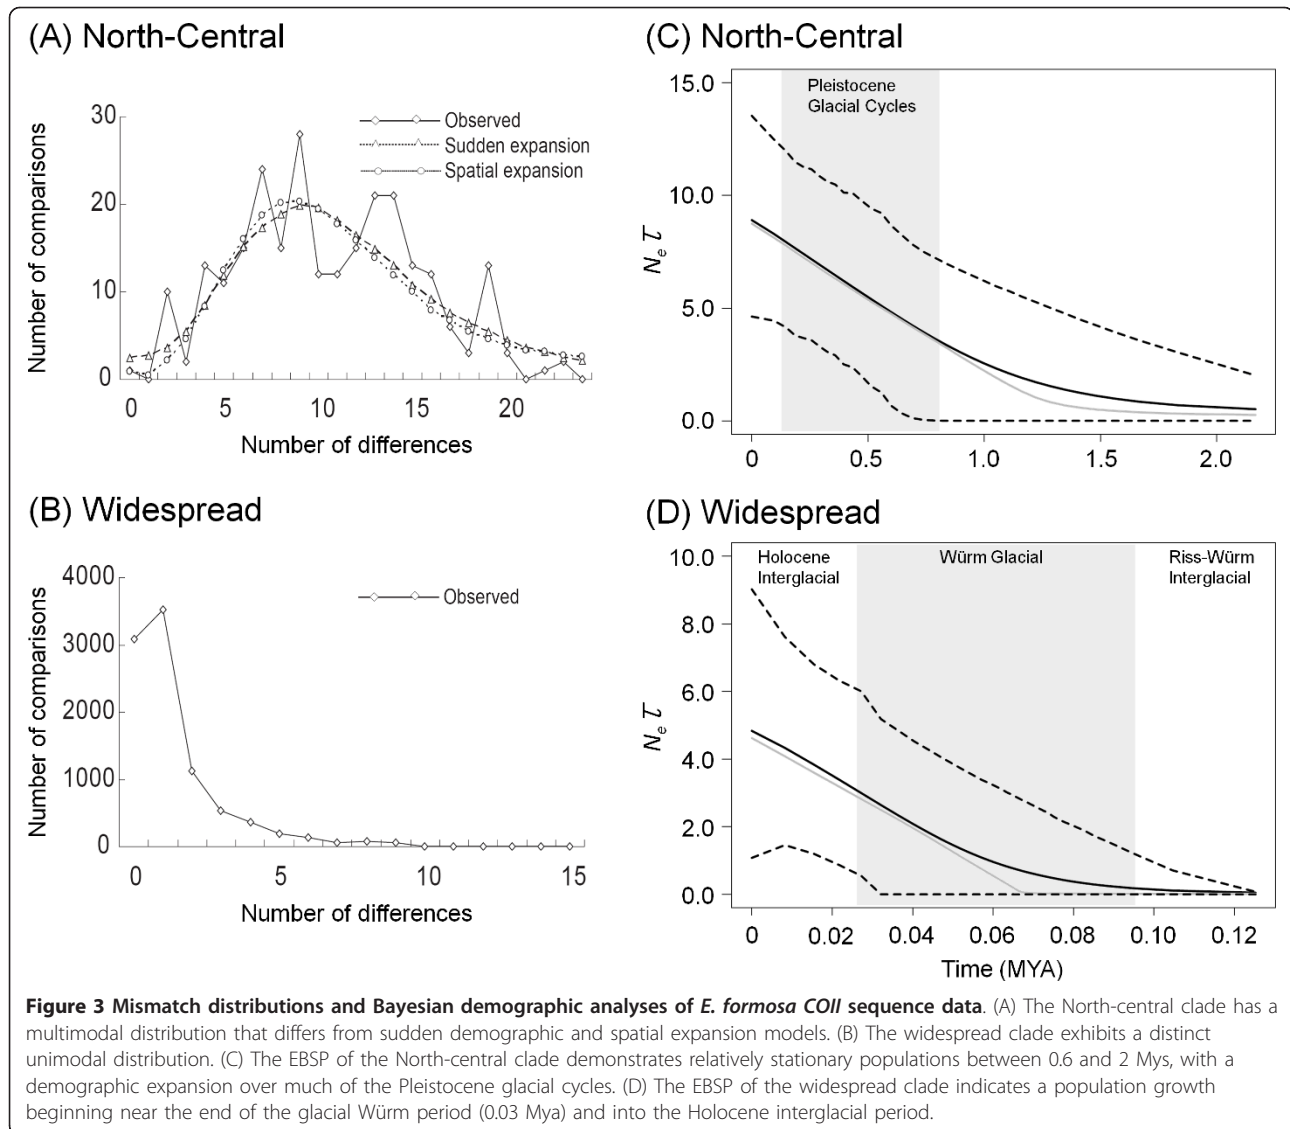 (A) North-Central
Number of comparisons
30
20
10
0
Observed
Sudden expansion
Spatial expansion
0 5 10 15 20
Number of differences
(B) Widespread
Number of comparisons
4000
3000
2000
1000
0
Observed
0 5 10 15
Number of differences
(C) North-Central
NeT
15.0
10.0
5.0
0.0
Pleistocene
Glacial Cycles
0 0.5 1.0 1.5 2.0
(D) Widespread
NeT
10.0
8.0
6.0
4.0
2.0
0.0
Holocene
Interglacial
Würm Glacial
Riss-Würm
Interglacial
0 0.02 0.04 0.06 0.08 0.10 0.12
Time (MYA)
Figure 3 Mismatch distributions and Bayesian demographic analyses of E. formosa COII sequence data. (A) The North-central clade has a
multimodal distribution that differs from sudden demographic and spatial expansion models. (B) The widespread clade exhibits a distinct
unimodal distribution. (C) The EBSP of the North-central clade demonstrates relatively stationary populations between 0.6 and 2 Mys, with a
demographic expansion over much of the Pleistocene glacial cycles. (D) The EBSP of the widespread clade indicates a population growth
beginning near the end of the glacial Würm period (0.03 Mya) and into the Holocene interglacial period.